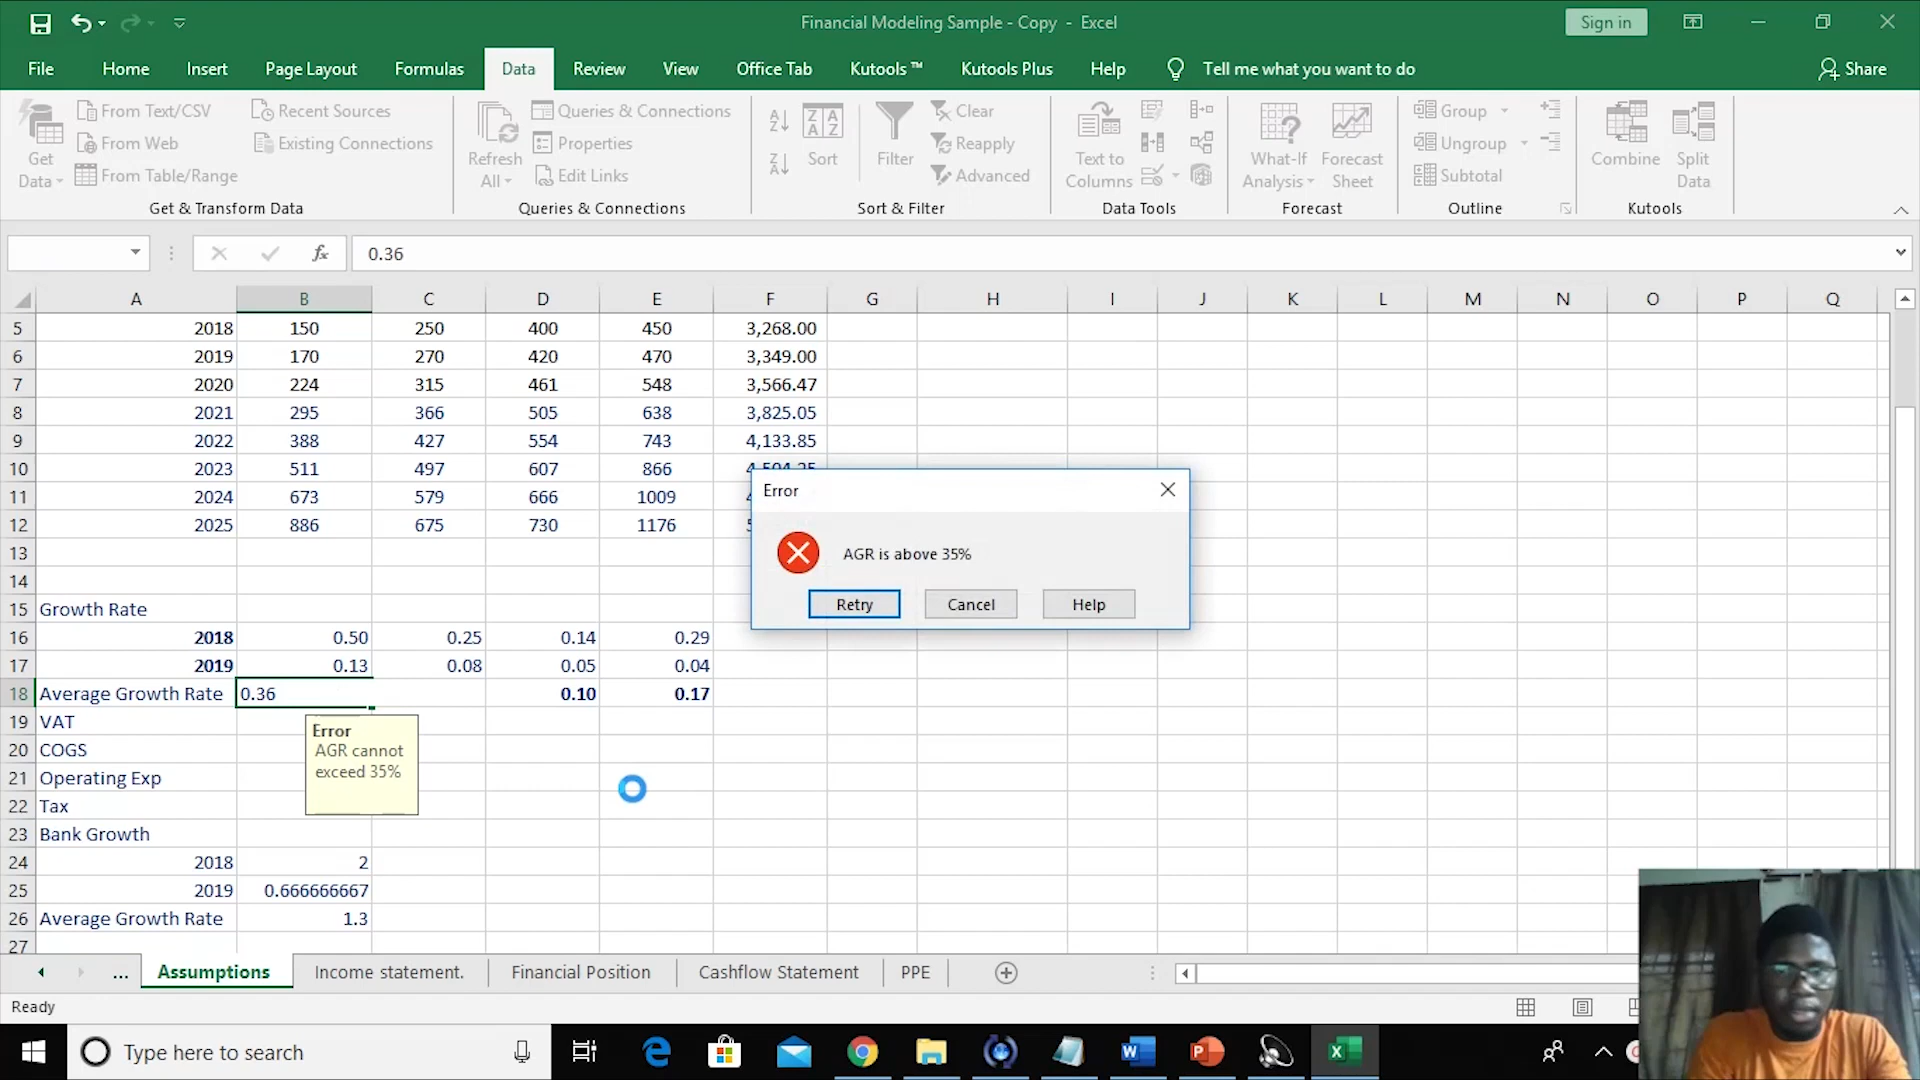 Financial Modeling Sample - Copy - Excel
Sign in
File Home Insert Page Layout Formulas Data Review View Office Tab Kutools ™ Kutools Plus Help Tell me what you want to do Share
Get Data
From Text/CSV
From Web
From Table/Range
Recent Sources
Existing Connections
Get & Transform Data
Refresh All
Queries & Connections
Properties
Edit Links
Queries & Connections
Sort
Filter
Clear
Reapply
Advanced
Sort & Filter
Text to Columns
Data Tools
What-If Analysis
Forecast Sheet
Forecast
Group
Ungroup
Subtotal
Outline
Combine
Split Data
Kutools
fx 0.36
A B C D E F G H I J K L M N O P Q
5 2018 150 250 400 450 3,268.00
6 2019 170 270 420 470 3,349.00
7 2020 224 315 461 548 3,566.47
8 2021 295 366 505 638 3,825.05
9 2022 388 427 554 743 4,133.85
10 2023 511 497 607 866
11 2024 673 579 666 1009
12 2025 886 675 730 1176
13
14
15 Growth Rate
16 2018 0.50 0.25 0.14 0.29
17 2019 0.13 0.08 0.05 0.04
18 Average Growth Rate 0.36 0.10 0.17
19 VAT
20 COGS
21 Operating Exp
22 Tax
23 Bank Growth
24 2018 2
25 2019 0.666666667
26 Average Growth Rate 1.3
27
Error
AGR is above 35%
Retry Cancel Help
Error
AGR cannot
exceed 35%
... Assumptions Income statement. Financial Position Cashflow Statement PPE
Ready
Type here to search